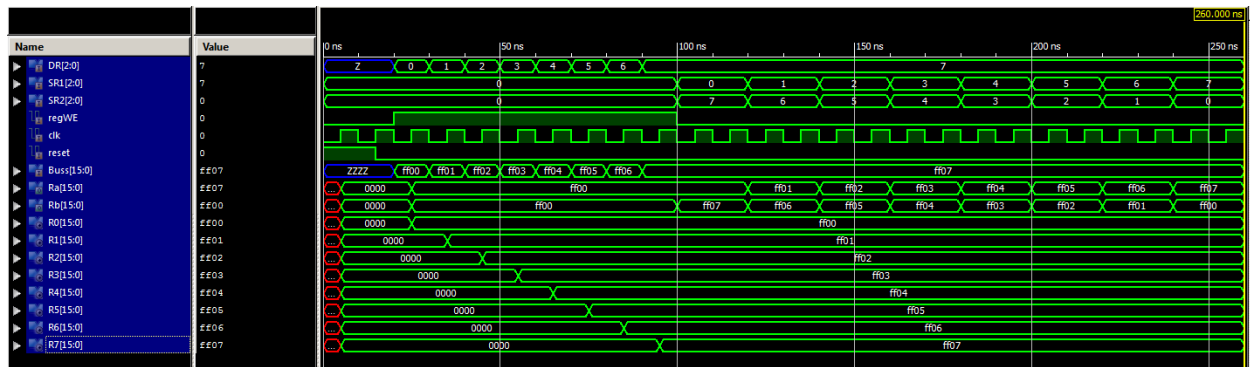 260.000 ns
Name Value 0 ns 50 ns 100 ns 150 ns 200 ns 250 ns
DR[2:0] 7 Z 0 1 2 3 4 5 6 7
SR1[2:0] 7 0 0 1 2 3 4 5 6 7
SR2[2:0] 0 0 7 6 5 4 3 2 1 0
regWE 0
clk 0
reset 0
Buss[15:0] ff07 ZZZZ ff00 ff01 ff02 ff03 ff04 ff05 ff06 ff07
Ra[15:0] ff07 ... 0000 ff00 ff01 ff02 ff03 ff04 ff05 ff06 ff07
Rb[15:0] ff00 ... 0000 ff00 ff07 ff06 ff05 ff04 ff03 ff02 ff01 ff00
R0[15:0] ff00 ... 0000 ff00
R1[15:0] ff01 ... 0000 ff01
R2[15:0] ff02 ... 0000 ff02
R3[15:0] ff03 ... 0000 ff03
R4[15:0] ff04 ... 0000 ff04
R5[15:0] ff05 ... 0000 ff05
R6[15:0] ff06 ... 0000 ff06
R7[15:0] ff07 ... 0000 ff07